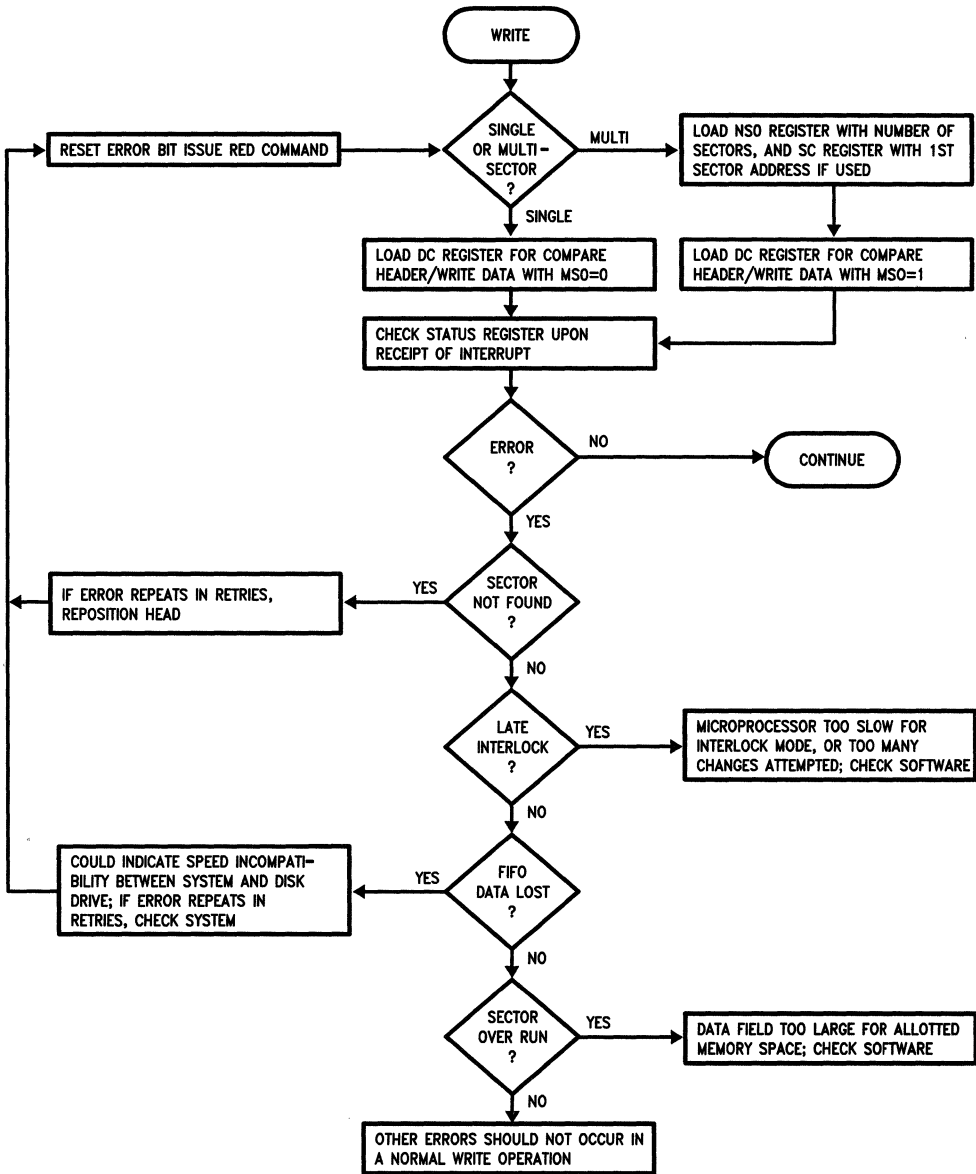 WRITE
SINGLE
OR MULTI-
SECTOR
?
MULTI
LOAD NSO REGISTER WITH NUMBER OF
SECTORS, AND SC REGISTER WITH 1ST
SECTOR ADDRESS IF USED
RESET ERROR BIT ISSUE RED COMMAND
SINGLE
LOAD DC REGISTER FOR COMPARE
HEADER/WRITE DATA WITH MSO=0
LOAD DC REGISTER FOR COMPARE
HEADER/WRITE DATA WITH MSO=1
CHECK STATUS REGISTER UPON
RECEIPT OF INTERRUPT
ERROR
?
NO
CONTINUE
YES
SECTOR
NOT FOUND
?
YES
IF ERROR REPEATS IN RETRIES,
REPOSITION HEAD
NO
LATE
INTERLOCK
?
YES
MICROPROCESSOR TOO SLOW FOR
INTERLOCK MODE, OR TOO MANY
CHANGES ATTEMPTED; CHECK SOFTWARE
NO
FIFO
DATA LOST
?
YES
COULD INDICATE SPEED INCOMPATI-
BILITY BETWEEN SYSTEM AND DISK
DRIVE; IF ERROR REPEATS IN
RETRIES, CHECK SYSTEM
NO
SECTOR
OVER RUN
?
YES
DATA FIELD TOO LARGE FOR ALLOTTED
MEMORY SPACE; CHECK SOFTWARE
NO
OTHER ERRORS SHOULD NOT OCCUR IN
A NORMAL WRITE OPERATION